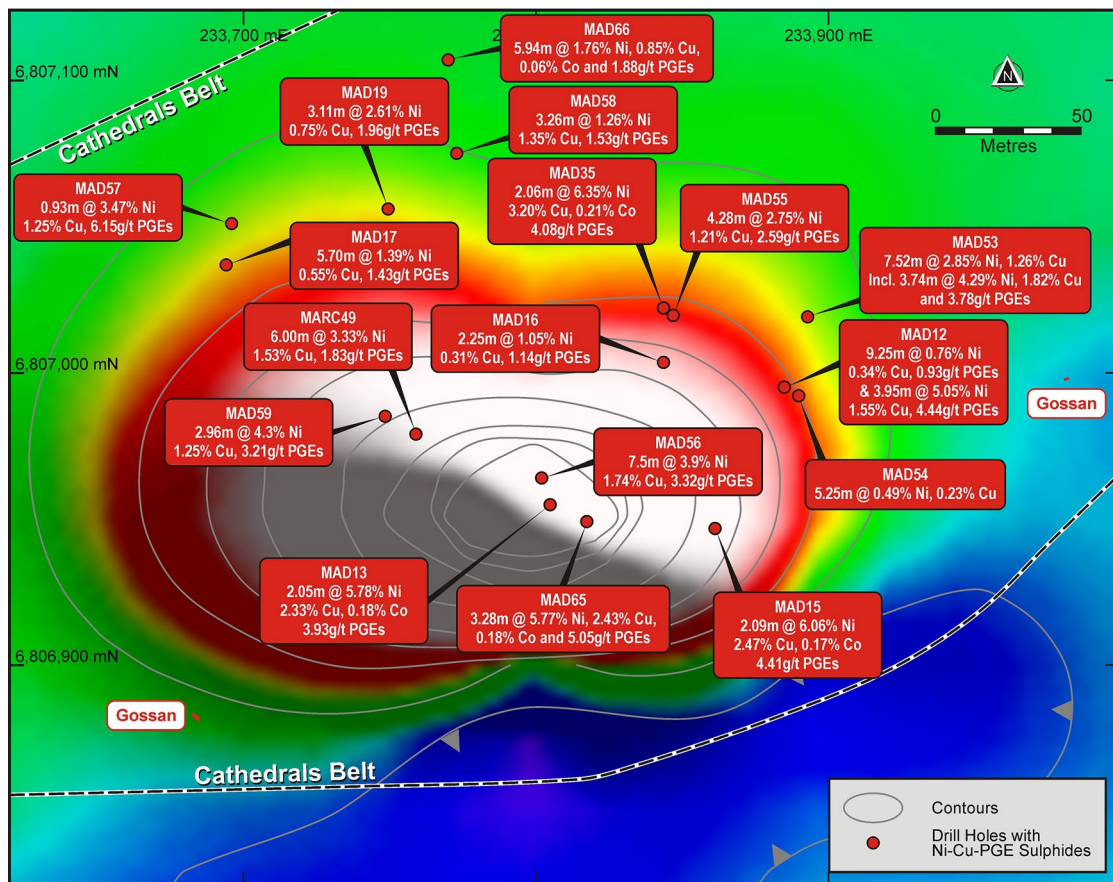 233,700 mE
2
233,900 mE
6,807,100 mN
6,807,000 mN
6,806,900 mN
N
0 50
Metres
Cathedrals Belt
MAD66
5.94m @ 1.76% Ni, 0.85% Cu,
0.06% Co and 1.88g/t PGEs
MAD19
3.11m @ 2.61% Ni
0.75% Cu, 1.96g/t PGEs
MAD58
3.26m @ 1.26% Ni
1.35% Cu, 1.53g/t PGEs
MAD57
0.93m @ 3.47% Ni
1.25% Cu, 6.15g/t PGEs
MAD35
2.06m @ 6.35% Ni
3.20% Cu, 0.21% Co
4.08g/t PGEs
MAD55
4.28m @ 2.75% Ni
1.21% Cu, 2.59g/t PGEs
MAD17
5.70m @ 1.39% Ni
0.55% Cu, 1.43g/t PGEs
MAD53
7.52m @ 2.85% Ni, 1.26% Cu
Incl. 3.74m @ 4.29% Ni, 1.82% Cu
and 3.78g/t PGEs
MARC49
6.00m @ 3.33% Ni
1.53% Cu, 1.83g/t PGEs
MAD16
2.25m @ 1.05% Ni
0.31% Cu, 1.14g/t PGEs
MAD12
9.25m @ 0.76% Ni
0.34% Cu, 0.93g/t PGEs
& 3.95m @ 5.05% Ni
1.55% Cu, 4.44g/t PGEs
Gossan
MAD59
2.96m @ 4.3% Ni
1.25% Cu, 3.21g/t PGEs
MAD56
7.5m @ 3.9% Ni
1.74% Cu, 3.32g/t PGEs
MAD54
5.25m @ 0.49% Ni, 0.23% Cu
MAD13
2.05m @ 5.78% Ni
2.33% Cu, 0.18% Co
3.93g/t PGEs
MAD65
3.28m @ 5.77% Ni, 2.43% Cu,
0.18% Co and 5.05g/t PGEs
MAD15
2.09m @ 6.06% Ni
2.47% Cu, 0.17% Co
4.41g/t PGEs
Gossan
Cathedrals Belt
Contours
Drill Holes with
Ni-Cu-PGE Sulphides